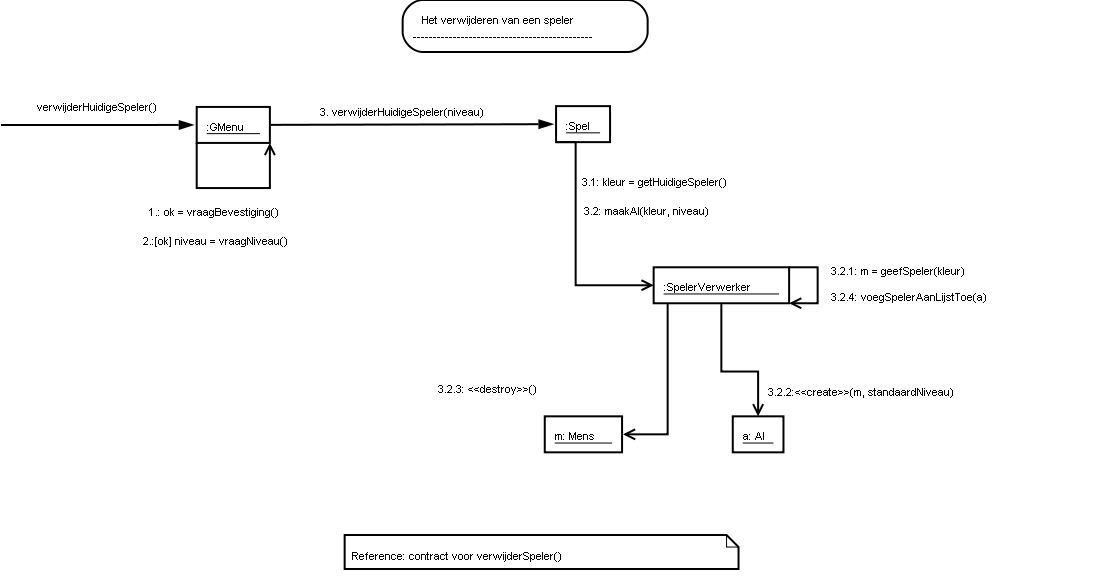 Het verwijderen van een speler
---------------------------------------------
verwijderHuidigeSpeler()
3. verwijderHuidigeSpeler(niveau)
:GMenu
:Spel
1.: ok = vraagBevestiging()
2.:[ok] niveau = vraagNiveau()
3.1: kleur = getHuidigeSpeler()
3.2: maakAI(kleur, niveau)
:SpelerVerwerker
3.2.1: m = geefSpeler(kleur)
3.2.4: voegSpelerAanLijstToe(a)
3.2.3: <<destroy>>()
3.2.2:<<create>>(m, standaardNiveau)
m: Mens
a: AI
Reference: contract voor verwijderSpeler()